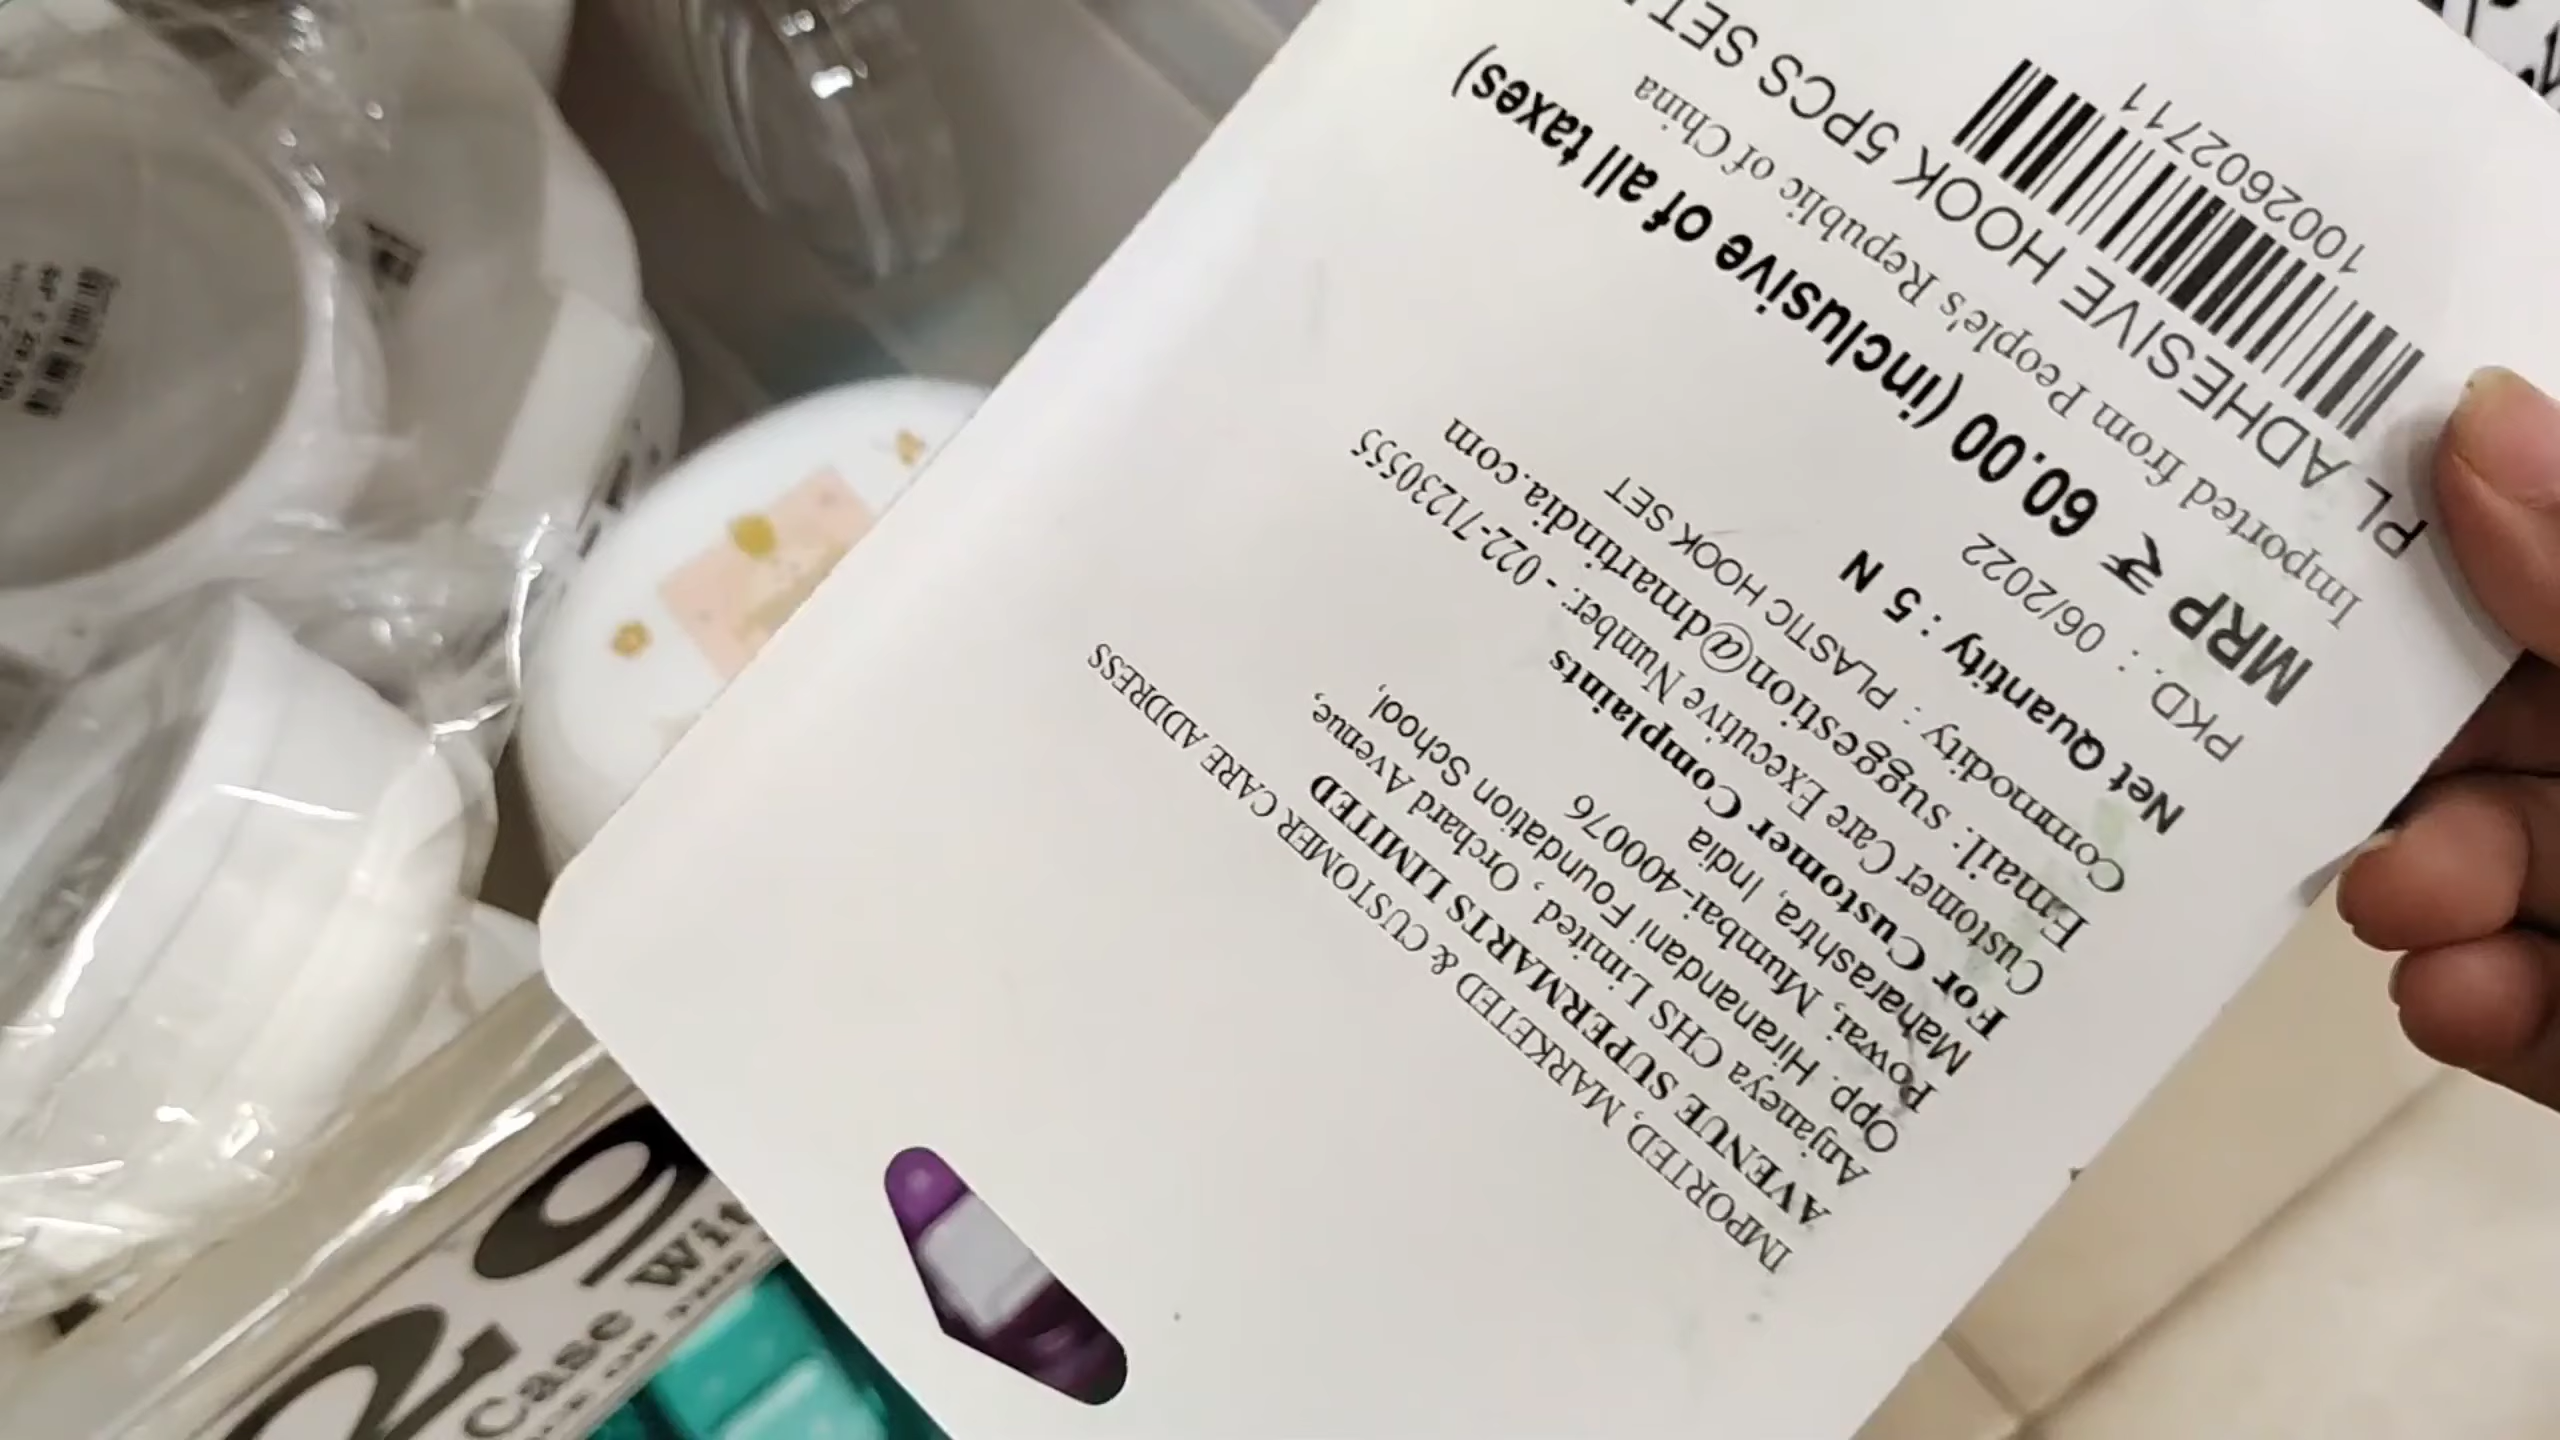 IMPORTED, MARKETED & CUSTOMER CARE ADDRESS
AVENUE SUPERMARTS LIMITED
Anjaneya CHS Limited, Orchard Avenue,
Opp. Hiranandani Foundation School,
Powai, Mumbai-400076
Maharashtra, India
For Customer Complaints
Customer Care Executive Number: - 022-71230555
Email: suggestion@dmartindia.com
Commodity : PLASTIC HOOK SET
Net Quantity : 5 N
PKD. : 06/2022
MRP ₹ 60.00 (inclusive of all taxes)
Imported from People's Republic of China
PL ADHESIVE HOOK 5PCS SET
1002602711
Case